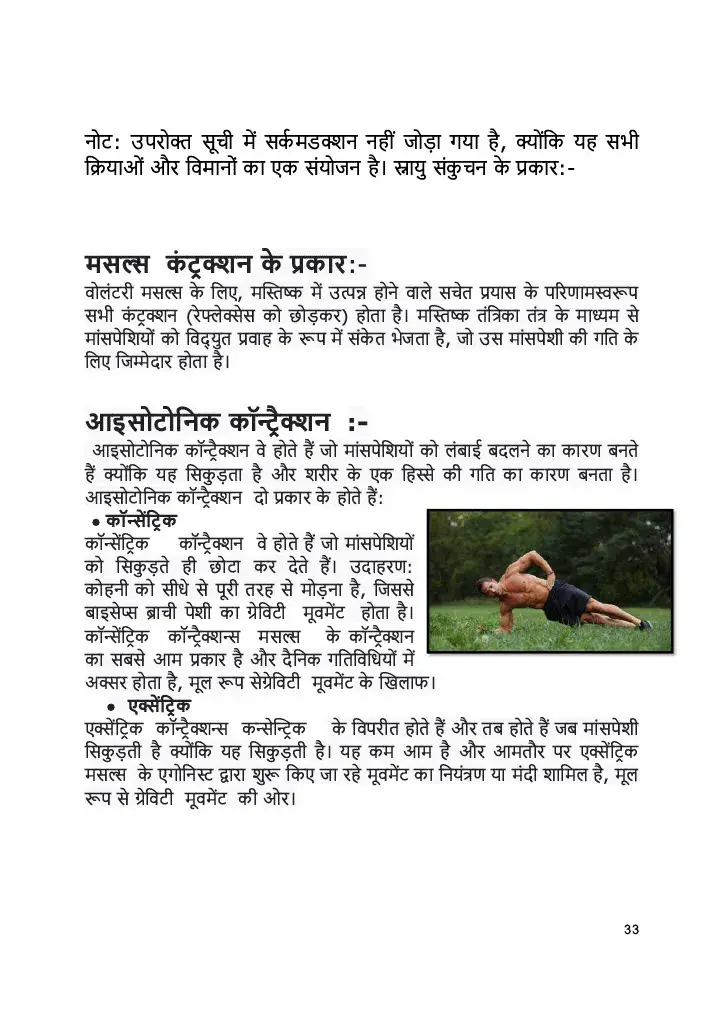 नोट: उपरोक्त सूची में सर्कमडक्शन नहीं जोड़ा गया है, क्योंकि यह सभी
क्रियाओं और विमानों का एक संयोजन है। स्नायु संकुचन के प्रकार:-
मसल्स कंट्रक्शन के प्रकार:-
वोलंटरी मसल्स के लिए, मस्तिष्क में उत्पन्न होने वाले सचेत प्रयास के परिणामस्वरूप
सभी कंट्रक्शन (रेफ्लेक्सेस को छोड़कर) होता है। मस्तिष्क तंत्रिका तंत्र के माध्यम से
मांसपेशियों को विद्युत प्रवाह के रूप में संकेत भेजता है, जो उस मांसपेशी की गति के
लिए जिम्मेदार होता है।
आइसोटोनिक कॉन्ट्रैक्शन :-
आइसोटोनिक कॉन्ट्रैक्शन वे होते हैं जो मांसपेशियों को लंबाई बदलने का कारण बनते
हैं क्योंकि यह सिकुड़ता है और शरीर के एक हिस्से की गति का कारण बनता है।
आइसोटोनिक कॉन्ट्रैक्शन दो प्रकार के होते हैं:
● कॉन्सेंट्रिक
कॉन्सेंट्रिक कॉन्ट्रैक्शन वे होते हैं जो मांसपेशियों
को सिकुड़ते ही छोटा कर देते हैं। उदाहरण:
कोहनी को सीधे से पूरी तरह से मोड़ना है, जिससे
बाइसेप्स ब्राची पेशी का ग्रेविटी मूवमेंट होता है।
कॉन्सेंट्रिक कॉन्ट्रैक्शन्स मसल्स के कॉन्ट्रैक्शन
का सबसे आम प्रकार है और दैनिक गतिविधियों में
अक्सर होता है, मूल रूप सेग्रेविटी मूवमेंट के खिलाफ।
● एक्सेंट्रिक
एक्सेंट्रिक कॉन्ट्रैक्शन्स कन्सेन्ट्रिक के विपरीत होते हैं और तब होते हैं जब मांसपेशी
सिकुड़ती है क्योंकि यह सिकुड़ती है। यह कम आम है और आमतौर पर एक्सेंट्रिक
मसल्स के एगोनिस्ट द्वारा शुरू किए जा रहे मूवमेंट का नियंत्रण या मंदी शामिल है, मूल
रूप से ग्रेविटी मूवमेंट की ओर।
33